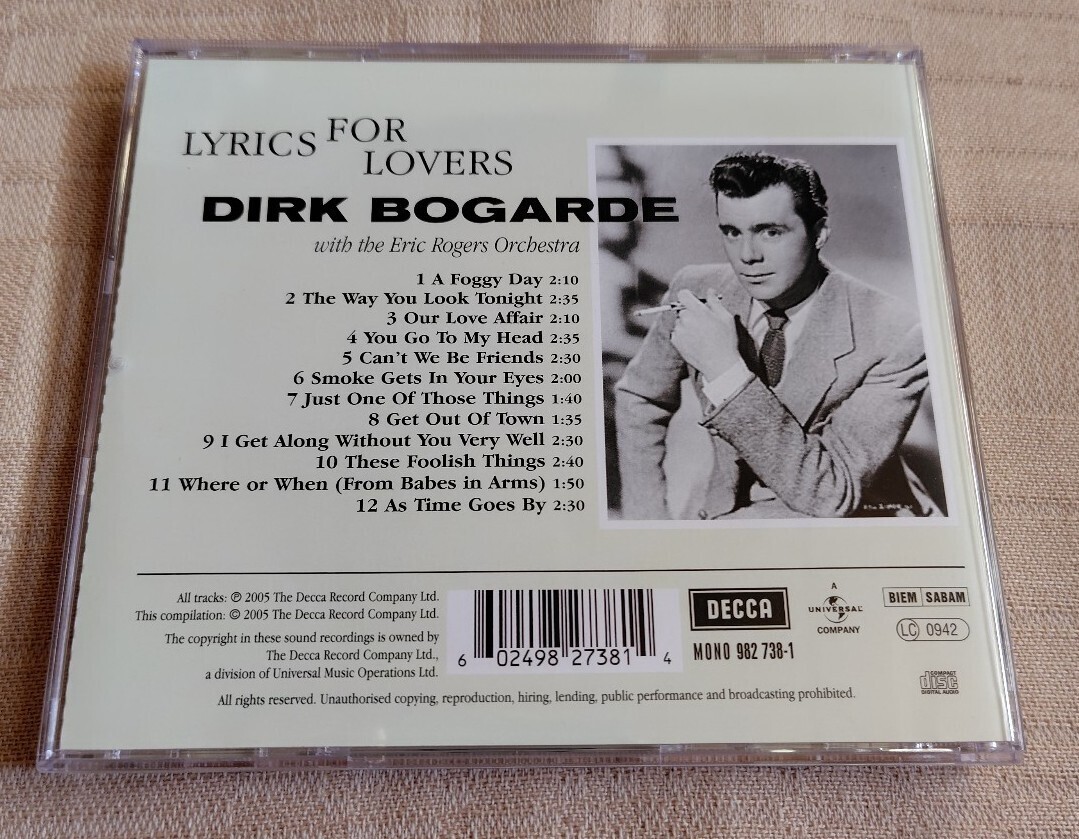 LYRICS FOR
LOVERS
DIRK BOGARDE
with the Eric Rogers Orchestra
1 A Foggy Day 2:10
2 The Way You Look Tonight 2:35
3 Our Love Affair 2:10
4 You Go To My Head 2:35
5 Can't We Be Friends 2:30
6 Smoke Gets In Your Eyes 2:00
7 Just One Of Those Things 1:40
8 Get Out Of Town 1:35
9 I Get Along Without You Very Well 2:30
10 These Foolish Things 2:40
11 Where or When (From Babes in Arms) 1:50
12 As Time Goes By 2:30
All tracks: ℗ 2005 The Decca Record Company Ltd.
This compilation: © 2005 The Decca Record Company Ltd.
The copyright in these sound recordings is owned by
The Decca Record Company Ltd.,
a division of Universal Music Operations Ltd.
6 02498 27381 4
DECCA
MONO 982 738-1
A
UNIVERSAL
COMPANY
BIEM SABAM
LC 0942
COMPACT
disc
DIGITAL AUDIO
All rights reserved. Unauthorised copying, reproduction, hiring, lending, public performance and broadcasting prohibited.